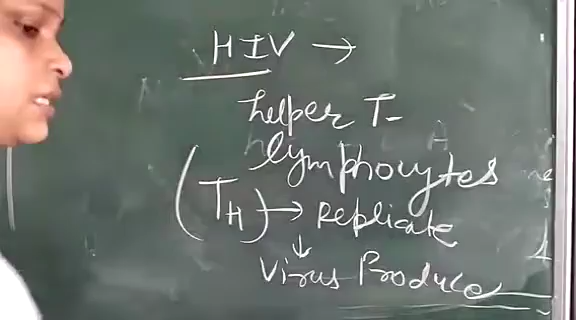 HIV →
helper T-
lymphocytes
(TH) → Replicate
↓
Virus Produce